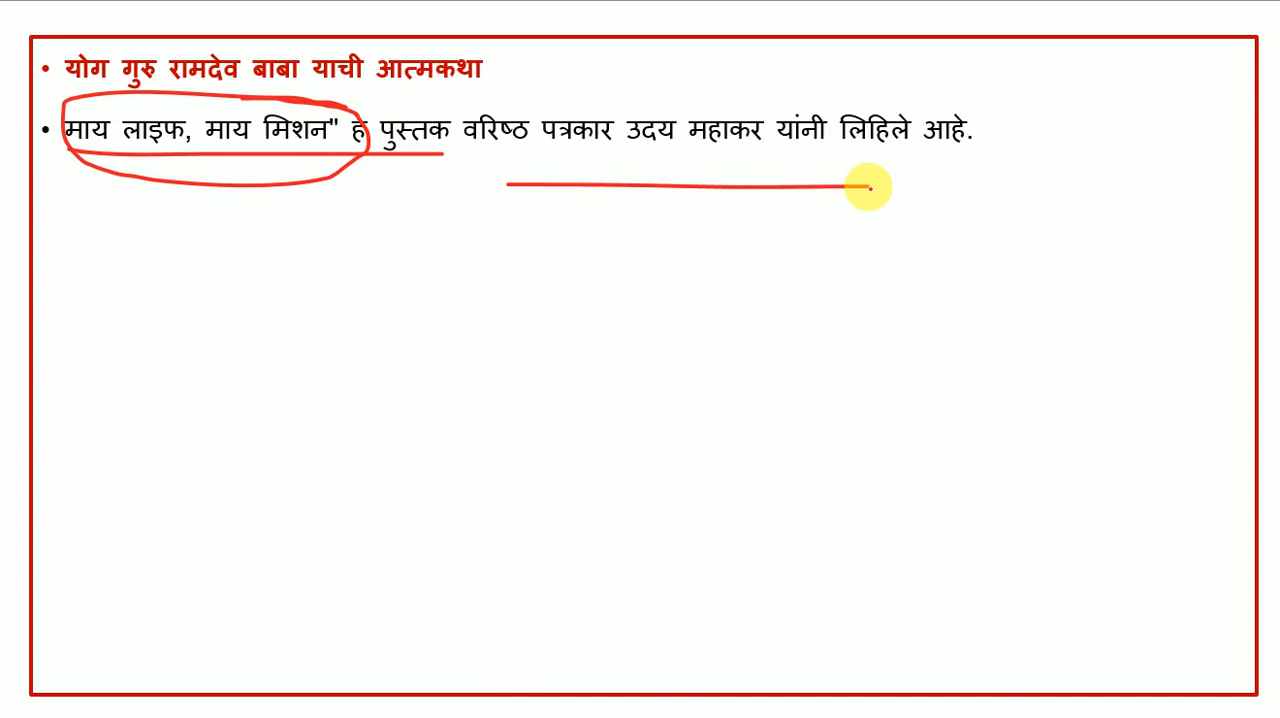 • योग गुरु रामदेव बाबा याची आत्मकथा
• माय लाइफ, माय मिशन" ह पुस्तक वरिष्ठ पत्रकार उदय महाकर यांनी लिहिले आहे.